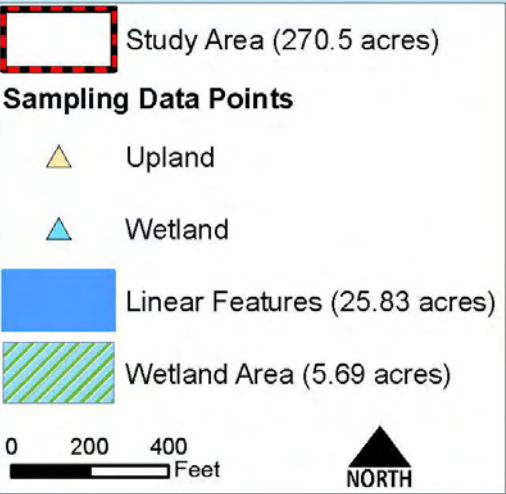 Study Area (270.5 acres)
Sampling Data Points
Upland
Wetland
Linear Features (25.83 acres)
Wetland Area (5.69 acres)
0 200 400
Feet
NORTH